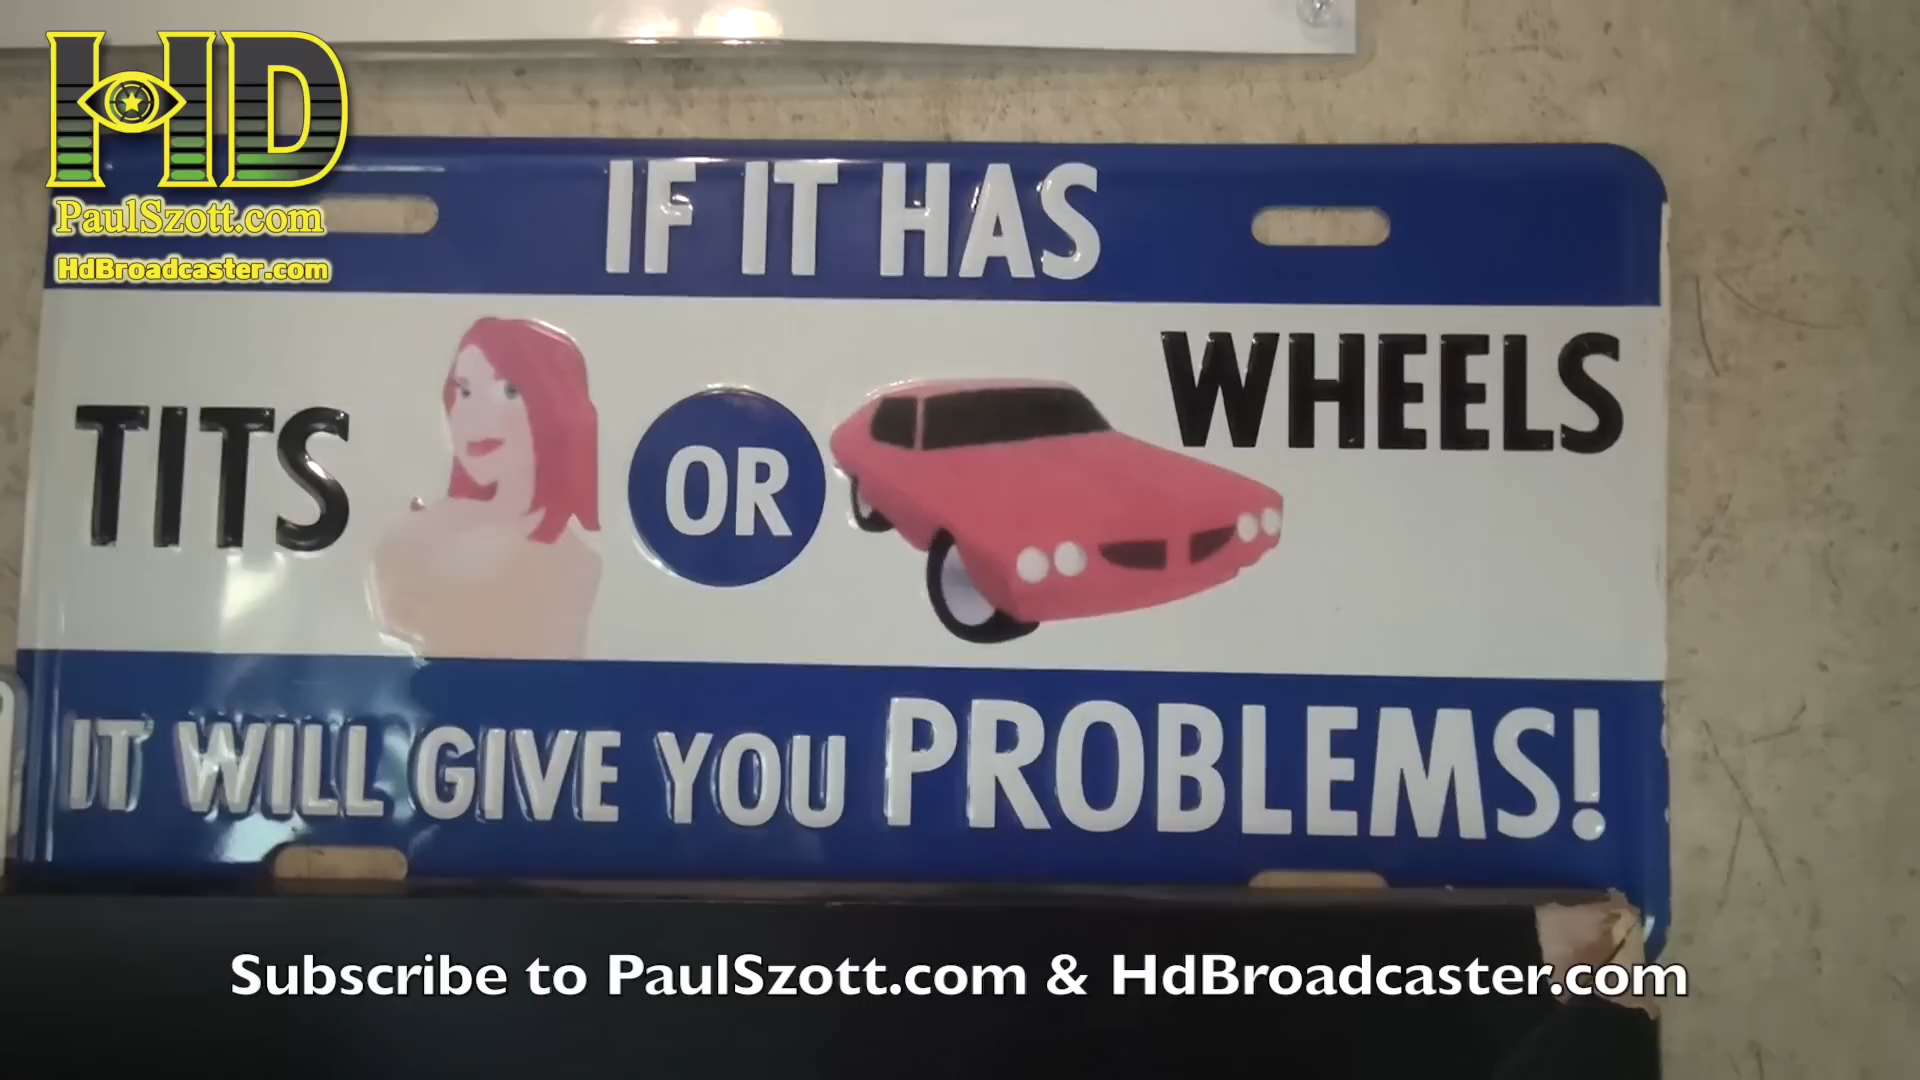 HD
PaulSzott.com
HdBroadcaster.com
IF IT HAS
TITS OR WHEELS
IT WILL GIVE YOU PROBLEMS!
Subscribe to PaulSzott.com & HdBroadcaster.com